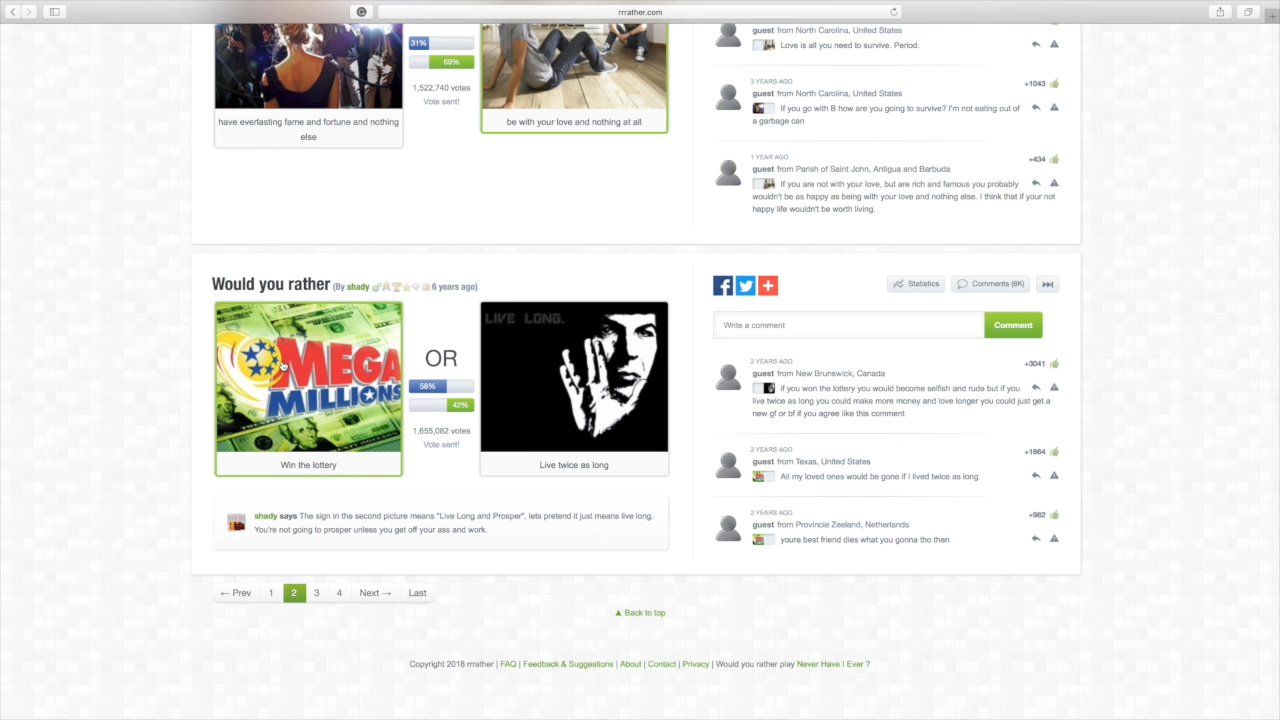 rrrather.com
31%
69%
1,522,740 votes
Vote sent!
have everlasting fame and fortune and nothing
else
be with your love and nothing at all
guest from North Carolina, United States
Love is all you need to survive. Period.
3 YEARS AGO
+1043
guest from North Carolina, United States
If you go with B how are you going to survive? I'm not eating out of
a garbage can
1 YEAR AGO
+434
guest from Parish of Saint John, Antigua and Barbuda
If you are not with your love, but are rich and famous you probably
wouldn't be as happy as being with your love and nothing else. I think that if your not
happy life wouldn't be worth living.
Would you rather (By shady 6 years ago)
MEGA
MILLIONS
Win the lottery
OR
58%
42%
1,655,082 votes
Vote sent!
LIVE LONG.
Live twice as long
shady says The sign in the second picture means "Live Long and Prosper", lets pretend it just means live long.
You're not going to prosper unless you get off your ass and work.
Statistics
Comments (8K)
Write a comment
Comment
2 YEARS AGO
+3041
guest from New Brunswick, Canada
if you won the lottery you would become selfish and rude but if you
live twice as long you could make more money and love longer you could just get a
new gf or bf if you agree like this comment
2 YEARS AGO
+1664
guest from Texas, United States
All my loved ones would be gone if I lived twice as long.
2 YEARS AGO
+982
guest from Provincie Zeeland, Netherlands
youre best friend dies what you gonna tho then
← Prev 1 2 3 4 Next → Last
▲ Back to top
Copyright 2018 rrrather | FAQ | Feedback & Suggestions | About | Contact | Privacy | Would you rather play Never Have I Ever ?